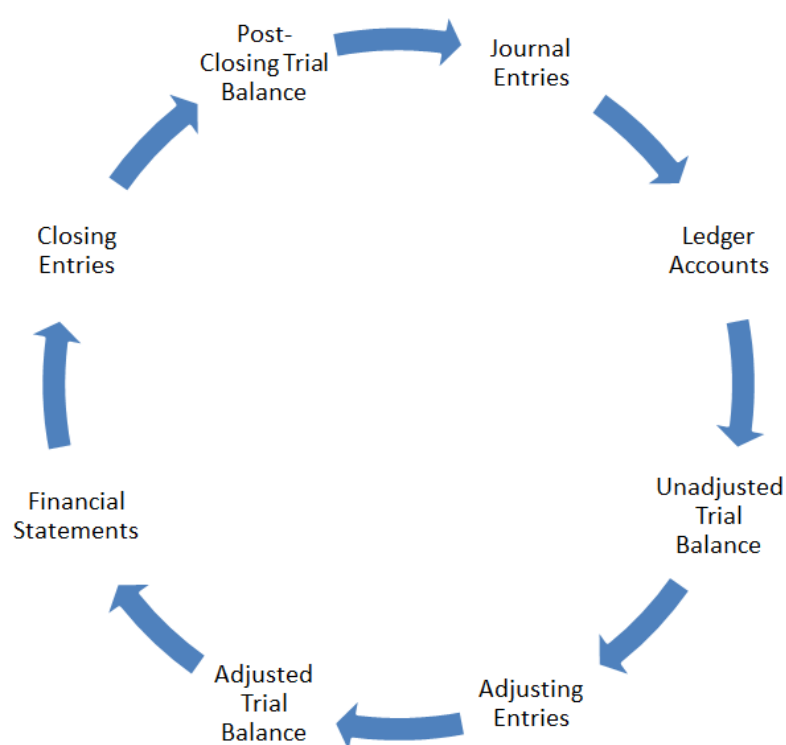 Post-
Closing Trial
Balance
Journal
Entries
Ledger
Accounts
Unadjusted
Trial
Balance
Adjusting
Entries
Adjusted
Trial
Balance
Financial
Statements
Closing
Entries